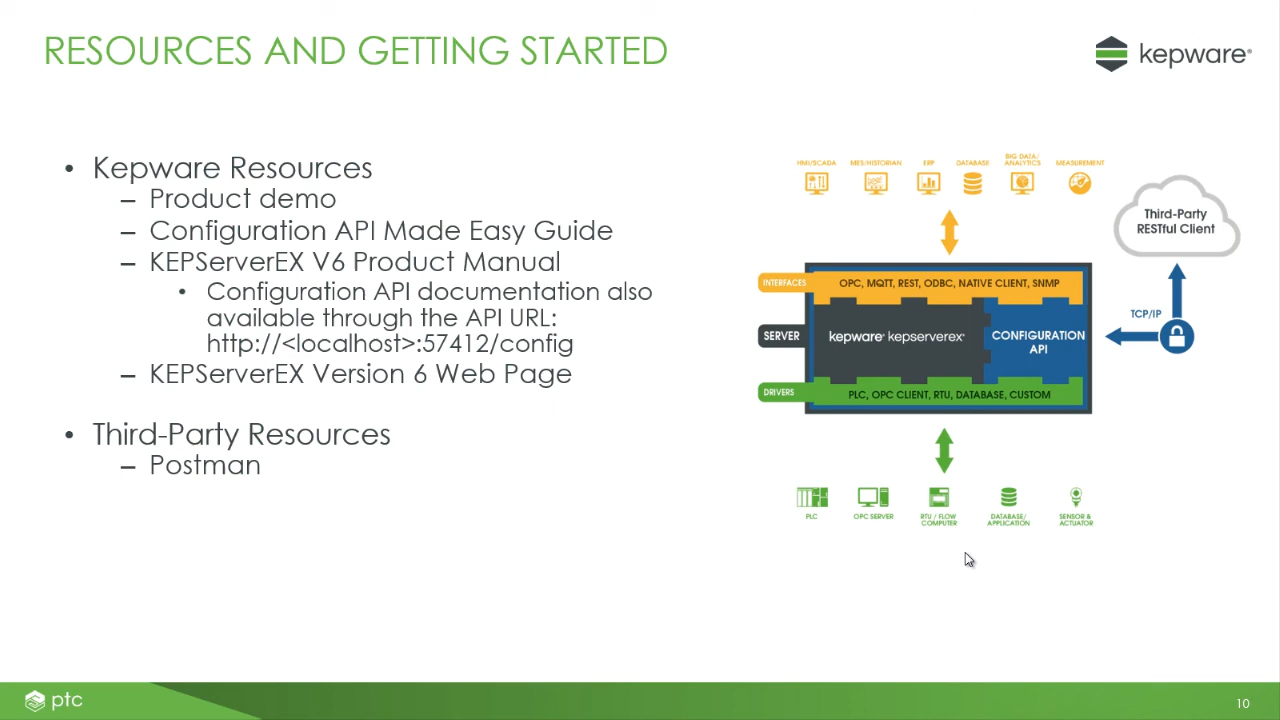 RESOURCES AND GETTING STARTED
kepware®
• Kepware Resources
– Product demo
– Configuration API Made Easy Guide
– KEPServerEX V6 Product Manual
• Configuration API documentation also
available through the API URL:
http://<localhost>:57412/config
– KEPServerEX Version 6 Web Page
• Third-Party Resources
– Postman
HMI/SCADA
MES/HISTORIAN
ERP
DATABASE
BIG DATA/
ANALYTICS
MEASUREMENT
Third-Party
RESTful Client
INTERFACES
OPC, MQTT, REST, ODBC, NATIVE CLIENT, SNMP
TCP/IP
SERVER
kepware® kepserverex®
CONFIGURATION
API
DRIVERS
PLC, OPC CLIENT, RTU, DATABASE, CUSTOM
PLC
OPC SERVER
RTU / FLOW
COMPUTER
DATABASE/
APPLICATION
SENSOR &
ACTUATOR
ptc
10